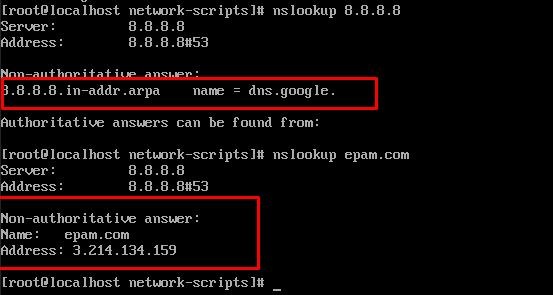 [root@localhost network-scripts]# nslookup 8.8.8.8
Server:         8.8.8.8
Address:        8.8.8.8#53
Non-authoritative answer:
8.8.8.8.in-addr.arpa    name = dns.google.
Authoritative answers can be found from:
[root@localhost network-scripts]# nslookup epam.com
Server:         8.8.8.8
Address:        8.8.8.8#53
Non-authoritative answer:
Name:   epam.com
Address: 3.214.134.159
[root@localhost network-scripts]# _